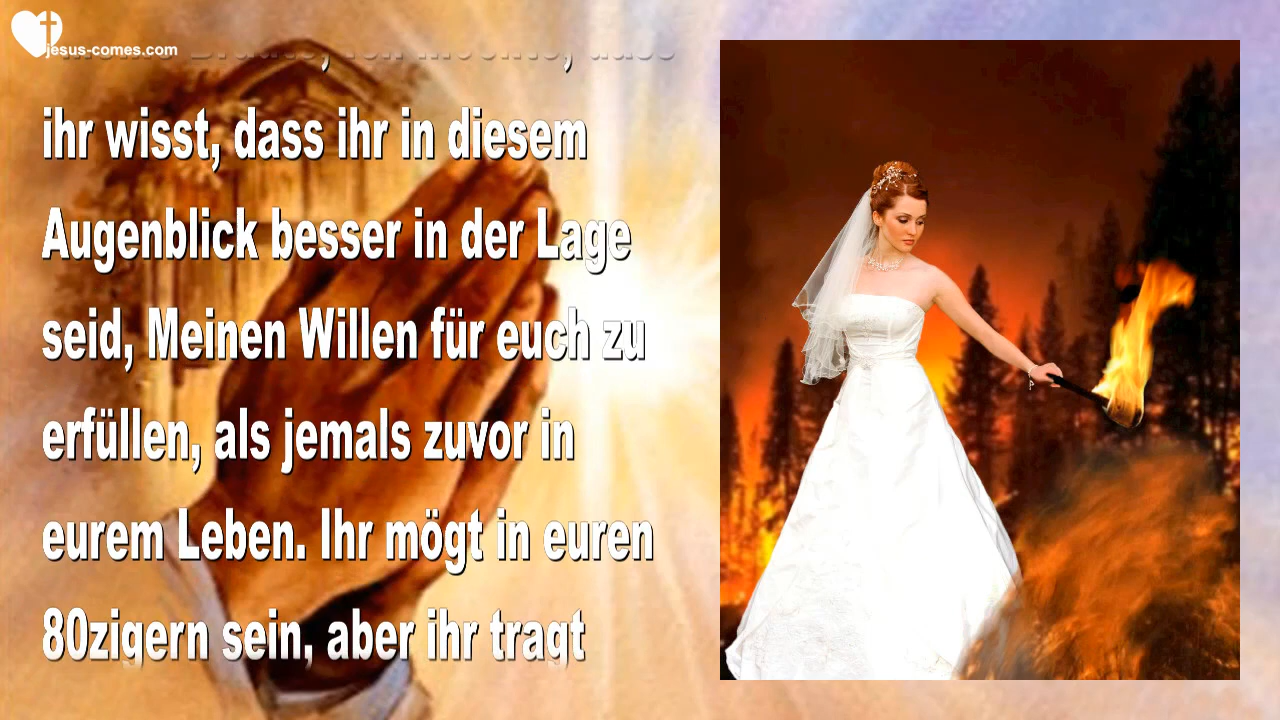 jesus-comes.com
ihr wisst, dass ihr in diesem
Augenblick besser in der Lage
seid, Meinen Willen für euch zu
erfüllen, als jemals zuvor in
eurem Leben. Ihr mögt in euren
80zigern sein, aber ihr tragt